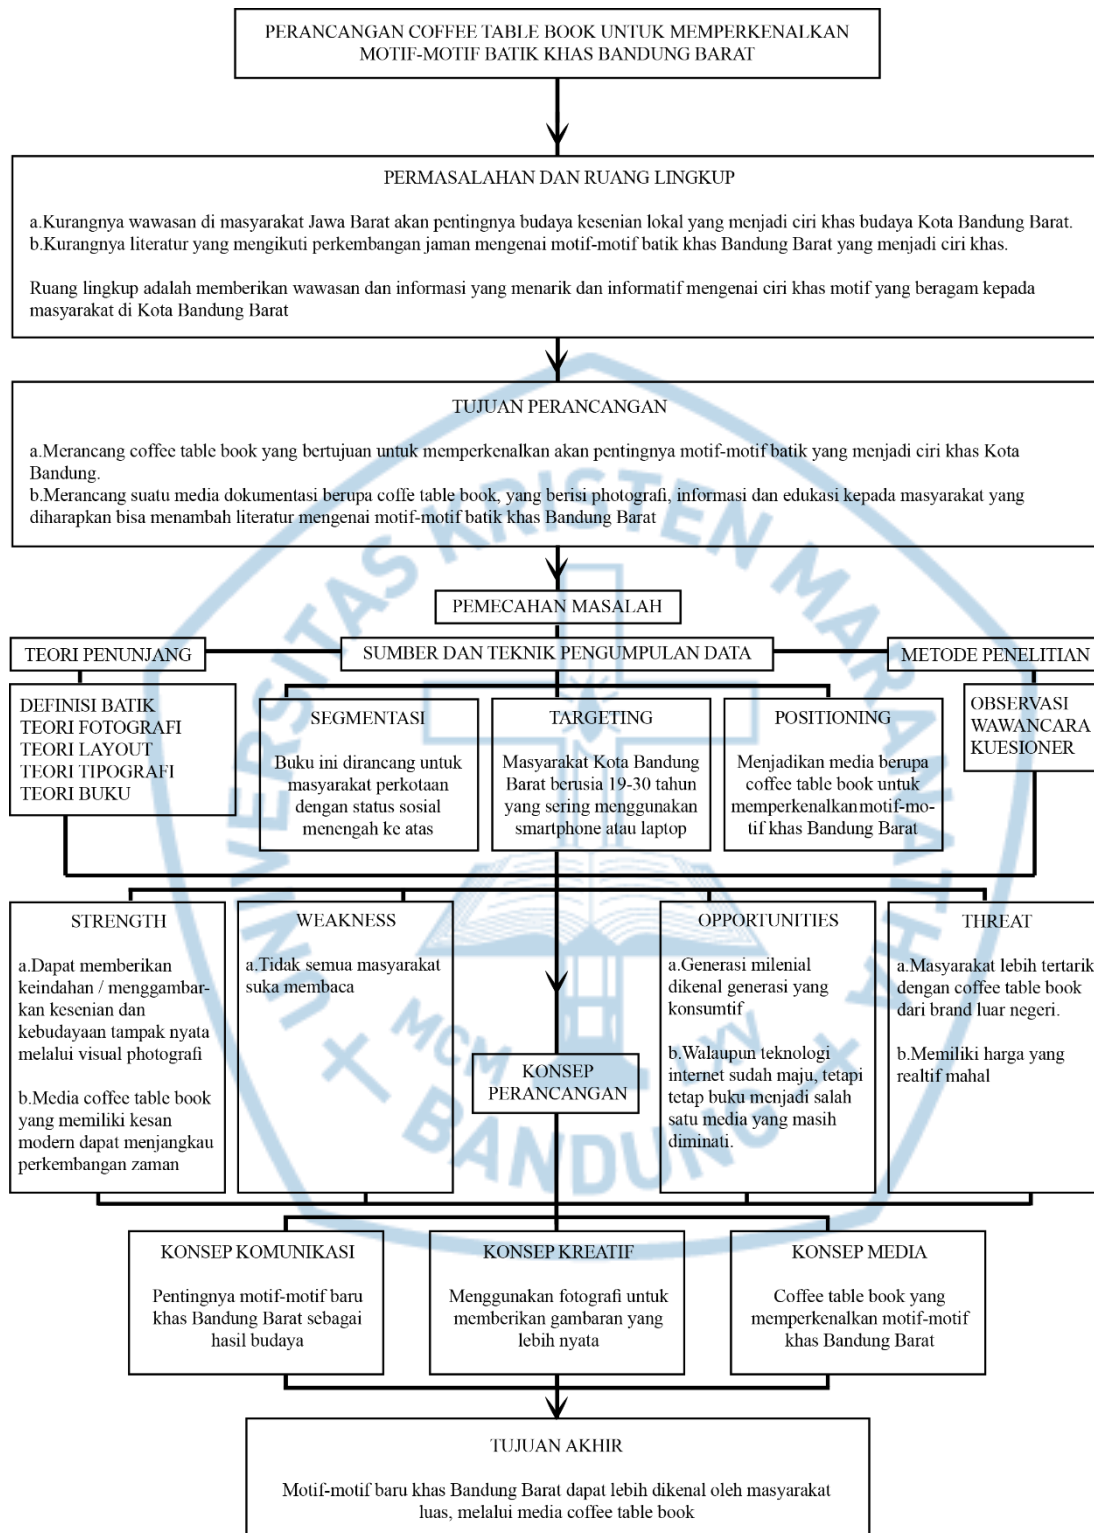 PERANCANGAN COFFEE TABLE BOOK UNTUK MEMPERKENALKAN
MOTIF-MOTIF BATIK KHAS BANDUNG BARAT
PERMASALAHAN DAN RUANG LINGKUP
a.Kurangnya wawasan di masyarakat Jawa Barat akan pentingnya budaya kesenian lokal yang menjadi ciri khas budaya Kota Bandung Barat.
b.Kurangnya literatur yang mengikuti perkembangan jaman mengenai motif-motif batik khas Bandung Barat yang menjadi ciri khas.
Ruang lingkup adalah memberikan wawasan dan informasi yang menarik dan informatif mengenai ciri khas motif yang beragam kepada
masyarakat di Kota Bandung Barat
TUJUAN PERANCANGAN
a.Merancang coffee table book yang bertujuan untuk memperkenalkan akan pentingnya motif-motif batik yang menjadi ciri khas Kota
Bandung.
b.Merancang suatu media dokumentasi berupa coffe table book, yang berisi photografi, informasi dan edukasi kepada masyarakat yang
diharapkan bisa menambah literatur mengenai motif-motif batik khas Bandung Barat
PEMECAHAN MASALAH
TEORI PENUNJANG
SUMBER DAN TEKNIK PENGUMPULAN DATA
METODE PENELITIAN
DEFINISI BATIK
TEORI FOTOGRAFI
TEORI LAYOUT
TEORI TIPOGRAFI
TEORI BUKU
SEGMENTASI
Buku ini dirancang untuk
masyarakat perkotaan
dengan status sosial
menengah ke atas
TARGETING
Masyarakat Kota Bandung
Barat berusia 19-30 tahun
yang sering menggunakan
smartphone atau laptop
POSITIONING
Menjadikan media berupa
coffee table book untuk
memperkenalkan motif-mo-
tif khas Bandung Barat
OBSERVASI
WAWANCARA
KUESIONER
STRENGTH
a.Dapat memberikan
keindahan / menggambar-
kan kesenian dan
kebudayaan tampak nyata
melalui visual photografi
b.Media coffee table book
yang memiliki kesan
modern dapat menjangkau
perkembangan zaman
WEAKNESS
a.Tidak semua masyarakat
suka membaca
KONSEP
PERANCANGAN
OPPORTUNITIES
a.Generasi milenial
dikenal generasi yang
konsumtif
b.Walaupun teknologi
internet sudah maju, tetapi
tetap buku menjadi salah
satu media yang masih
diminati.
THREAT
a.Masyarakat lebih tertarik
dengan coffee table book
dari brand luar negeri.
b.Memiliki harga yang
realtif mahal
KONSEP KOMUNIKASI
Pentingnya motif-motif baru
khas Bandung Barat sebagai
hasil budaya
KONSEP KREATIF
Menggunakan fotografi untuk
memberikan gambaran yang
lebih nyata
KONSEP MEDIA
Coffee table book yang
memperkenalkan motif-motif
khas Bandung Barat
TUJUAN AKHIR
Motif-motif baru khas Bandung Barat dapat lebih dikenal oleh masyarakat
luas, melalui media coffee table book
UNIVERSITAS KRISTEN MARANATHA
MCM LXV
BANDUNG